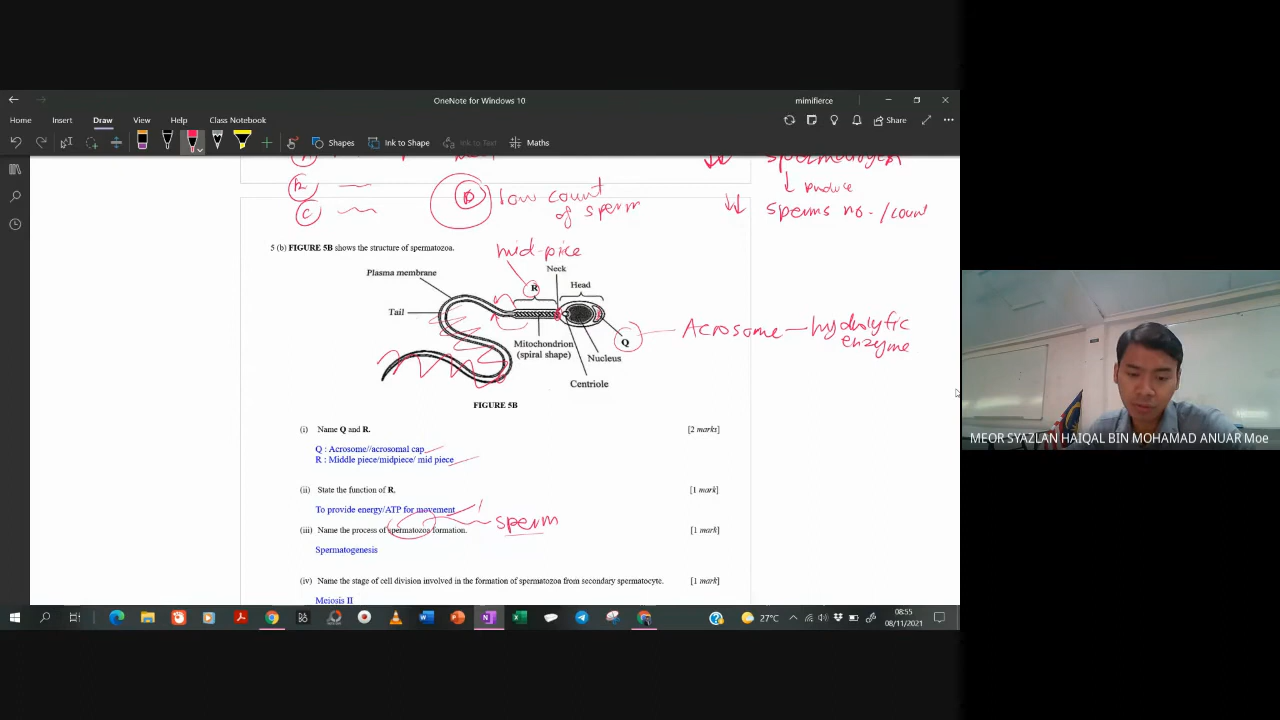 OneNote for Windows 10
mimifierce
Home Insert Draw View Help Class Notebook
Share
Shapes Ink to Shape Ink to Text Maths
produce
B
C
D low count
of sperm
sperms no. / count
5 (b) FIGURE 5B shows the structure of spermatozoa.
mid-pice
Plasma membrane
Neck
R
Head
Tail
Mitochondrion
(spiral shape)
Q
Acrosome — hydrolytic
enzyme
Nucleus
Centriole
FIGURE 5B
(i) Name Q and R. [2 marks]
Q : Acrosome//acrosomal cap
R : Middle piece/midpiece/ mid piece
(ii) State the function of R. [1 mark]
To provide energy/ATP for movement
(iii) Name the process of spermatozoa formation. [1 mark]
sperm
Spermatogenesis
(iv) Name the stage of cell division involved in the formation of spermatozoa from secondary spermatocyte. [1 mark]
Meiosis II
27°C
08:55
08/11/2021
MEOR SYAZLAN HAIQAL BIN MOHAMAD ANUAR Moe